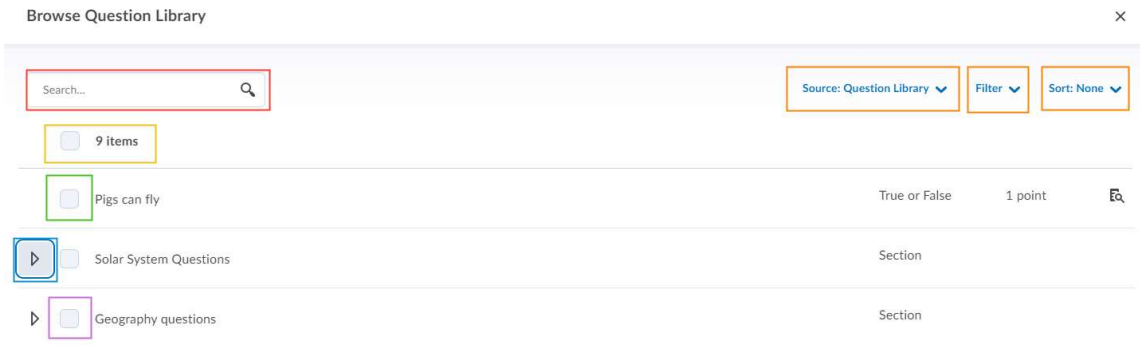 Browse Question Library
Search...
Source: Question Library Filter Sort: None
9 items
Pigs can fly True or False 1 point
Solar System Questions Section
Geography questions Section